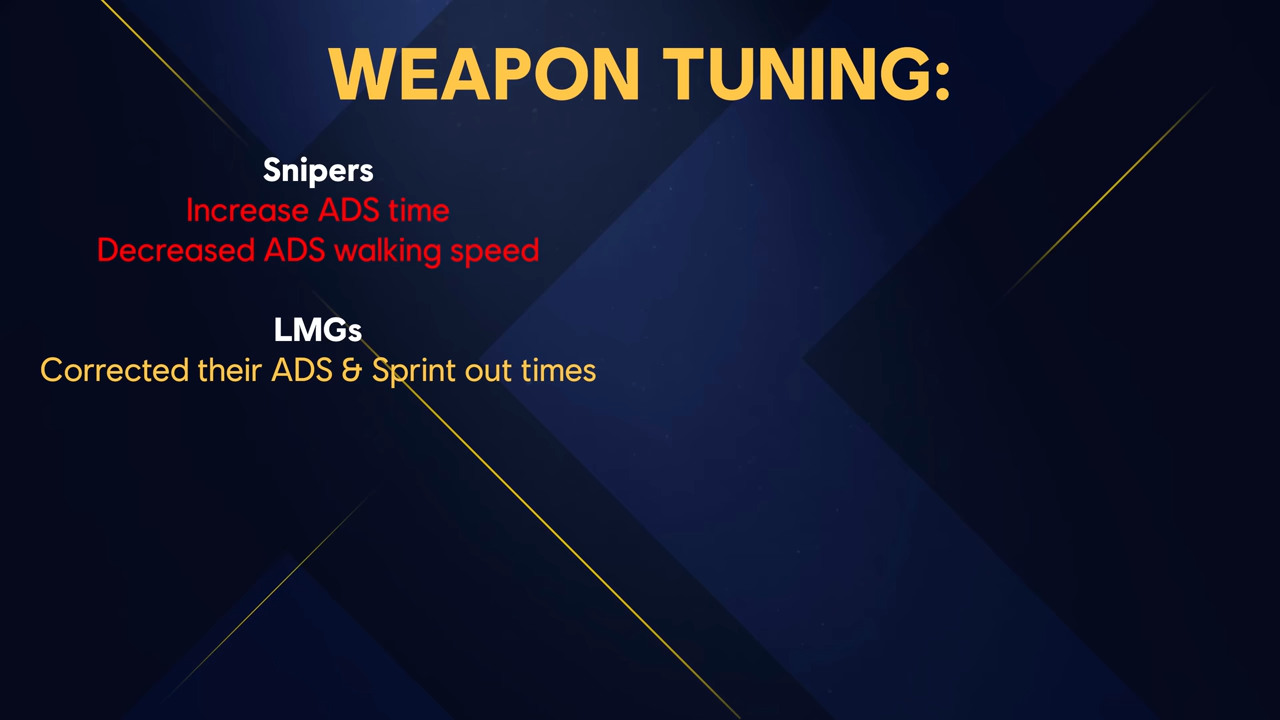 WEAPON TUNING:
Snipers
Increase ADS time
Decreased ADS walking speed
LMGs
Corrected their ADS & Sprint out times